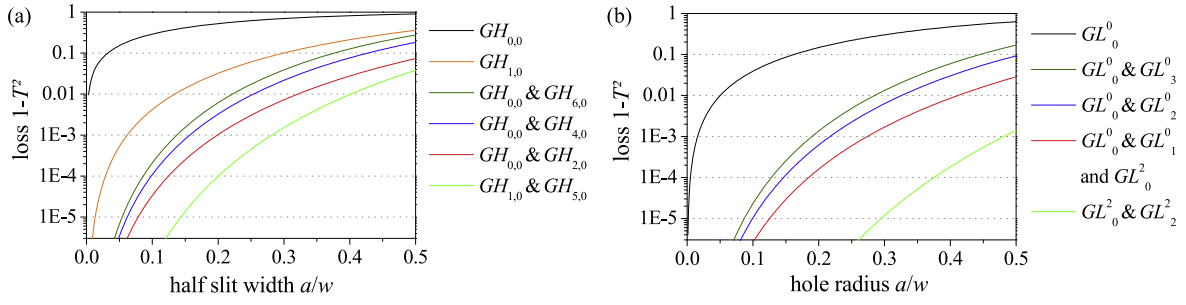 (a)
1
0.1
0.01
1E-3
1E-4
1E-5
loss 1-T²
0.0 0.1 0.2 0.3 0.4 0.5
half slit width a/w
GH₀,₀
GH₁,₀
GH₀,₀ & GH₆,₀
GH₀,₀ & GH₄,₀
GH₀,₀ & GH₂,₀
GH₁,₀ & GH₅,₀
(b)
1
0.1
0.01
1E-3
1E-4
1E-5
loss 1-T²
0.0 0.1 0.2 0.3 0.4 0.5
hole radius a/w
GL⁰₀
GL⁰₀ & GL⁰₃
GL⁰₀ & GL⁰₂
GL⁰₀ & GL⁰₁
and GL²₀
GL²₀ & GL²₂